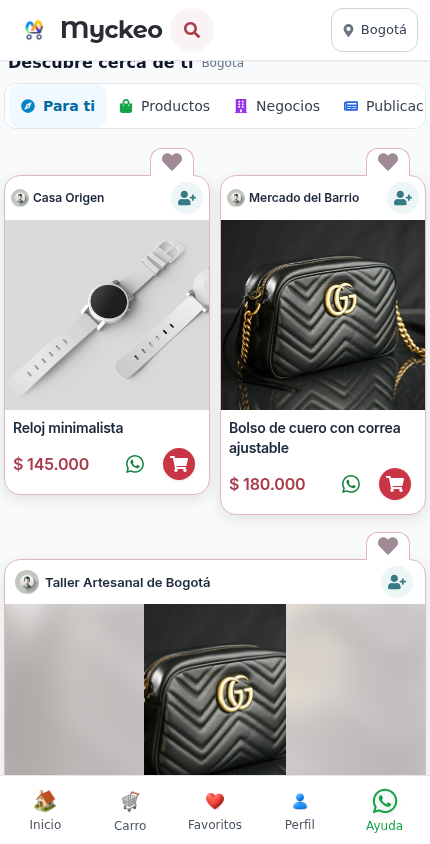 Myckeo
Bogotá
Descubre cerca de ti Bogotá
Para ti Productos Negocios Publicac
Casa Origen
Mercado del Barrio
Reloj minimalista
$ 145.000
Bolso de cuero con correa
ajustable
$ 180.000
Taller Artesanal de Bogotá
Inicio Carro Favoritos Perfil Ayuda